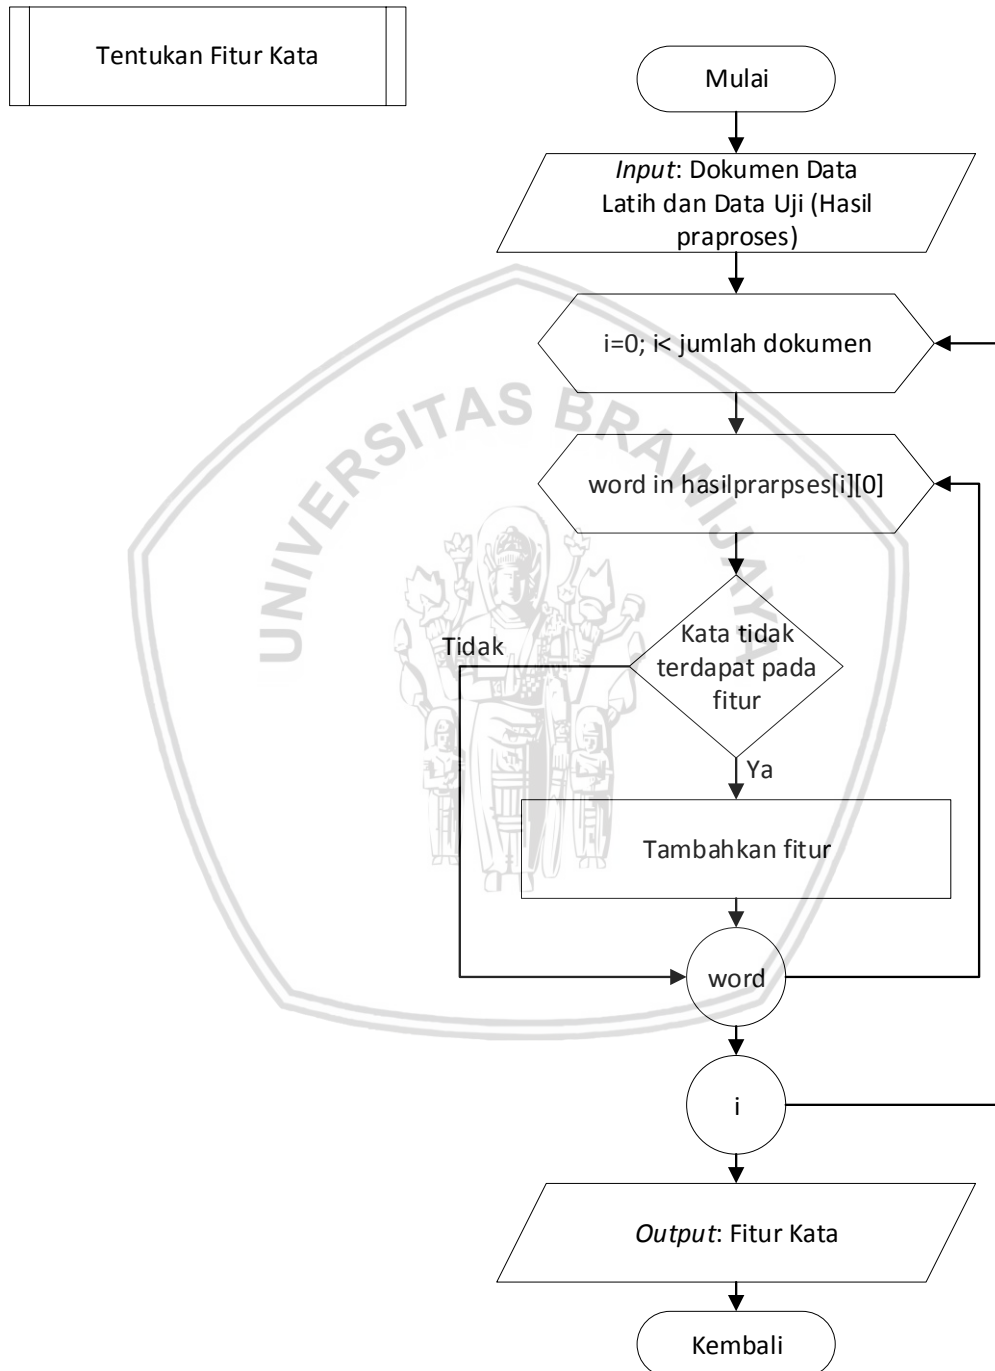 Tentukan Fitur Kata
Mulai
Input: Dokumen Data
Latih dan Data Uji (Hasil
praproses)
i=0; i< jumlah dokumen
word in hasilprarpses[i][0]
Kata tidak
terdapat pada
fitur
Tidak
Ya
Tambahkan fitur
word
i
Output: Fitur Kata
Kembali
UNIVERSITAS BRAWIJAYA